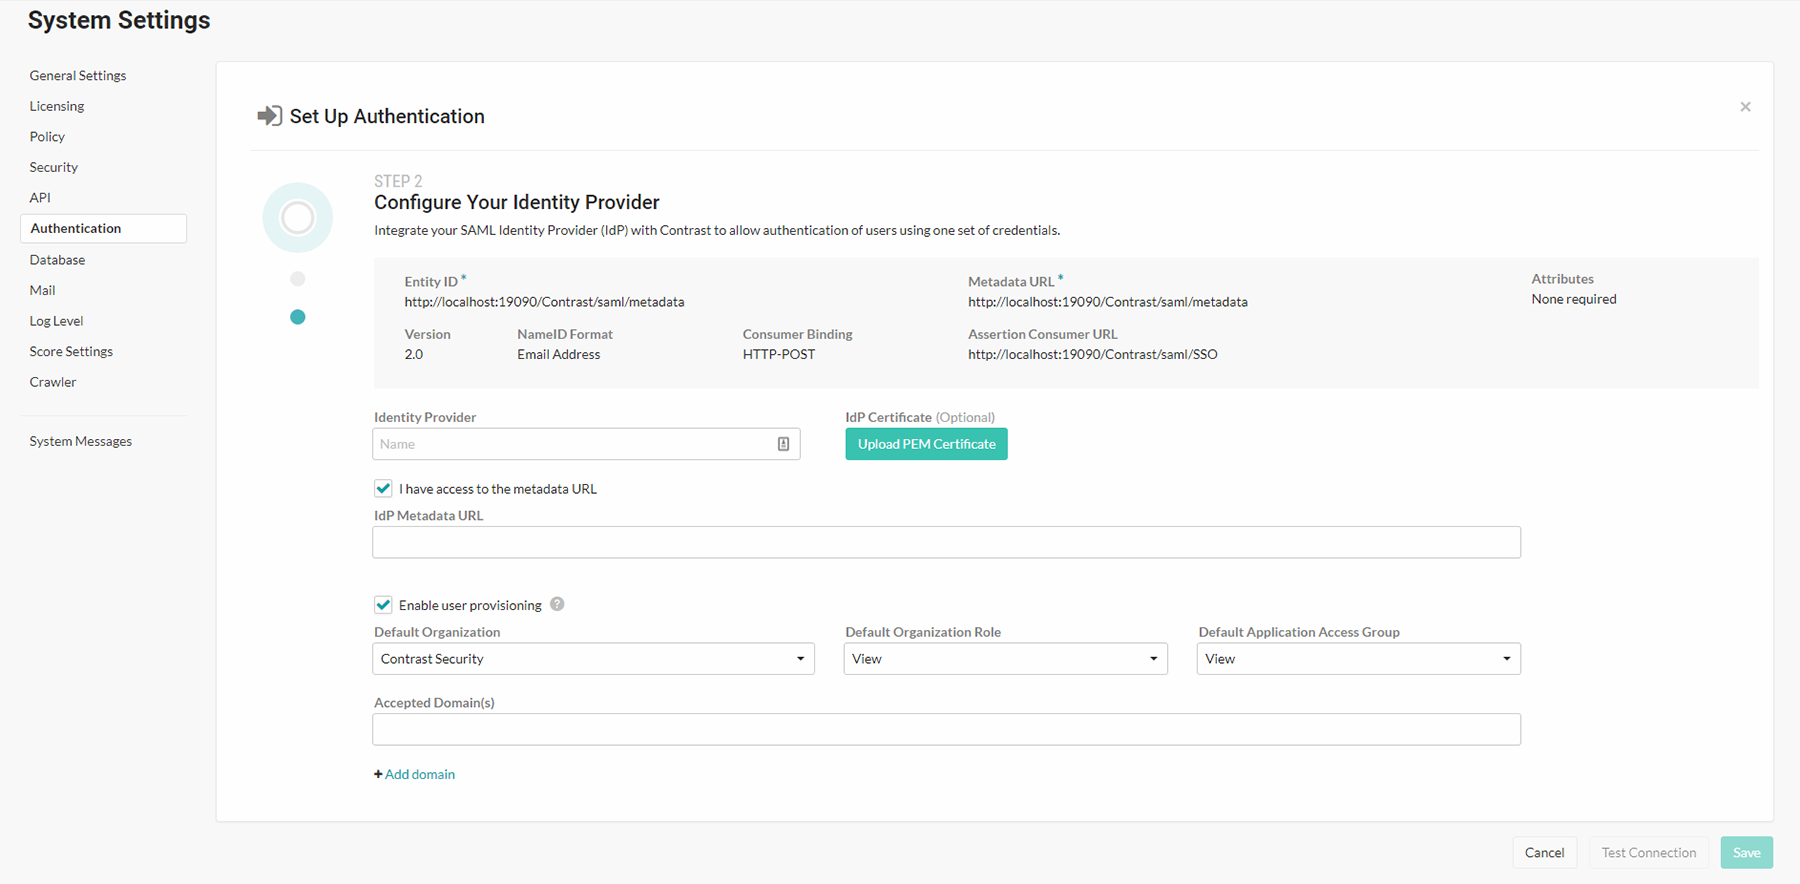 System Settings
General Settings
Licensing
Policy
Security
API
Authentication
Database
Mail
Log Level
Score Settings
Crawler
System Messages
Set Up Authentication
×
STEP 2
Configure Your Identity Provider
Integrate your SAML Identity Provider (IdP) with Contrast to allow authentication of users using one set of credentials.
Entity ID *
http://localhost:19090/Contrast/saml/metadata
Metadata URL *
http://localhost:19090/Contrast/saml/metadata
Attributes
None required
Version
2.0
NameID Format
Email Address
Consumer Binding
HTTP-POST
Assertion Consumer URL
http://localhost:19090/Contrast/saml/SSO
Identity Provider
Name
IdP Certificate (Optional)
Upload PEM Certificate
I have access to the metadata URL
IdP Metadata URL
Enable user provisioning ?
Default Organization
Contrast Security
Default Organization Role
View
Default Application Access Group
View
Accepted Domain(s)
+ Add domain
Cancel
Test Connection
Save